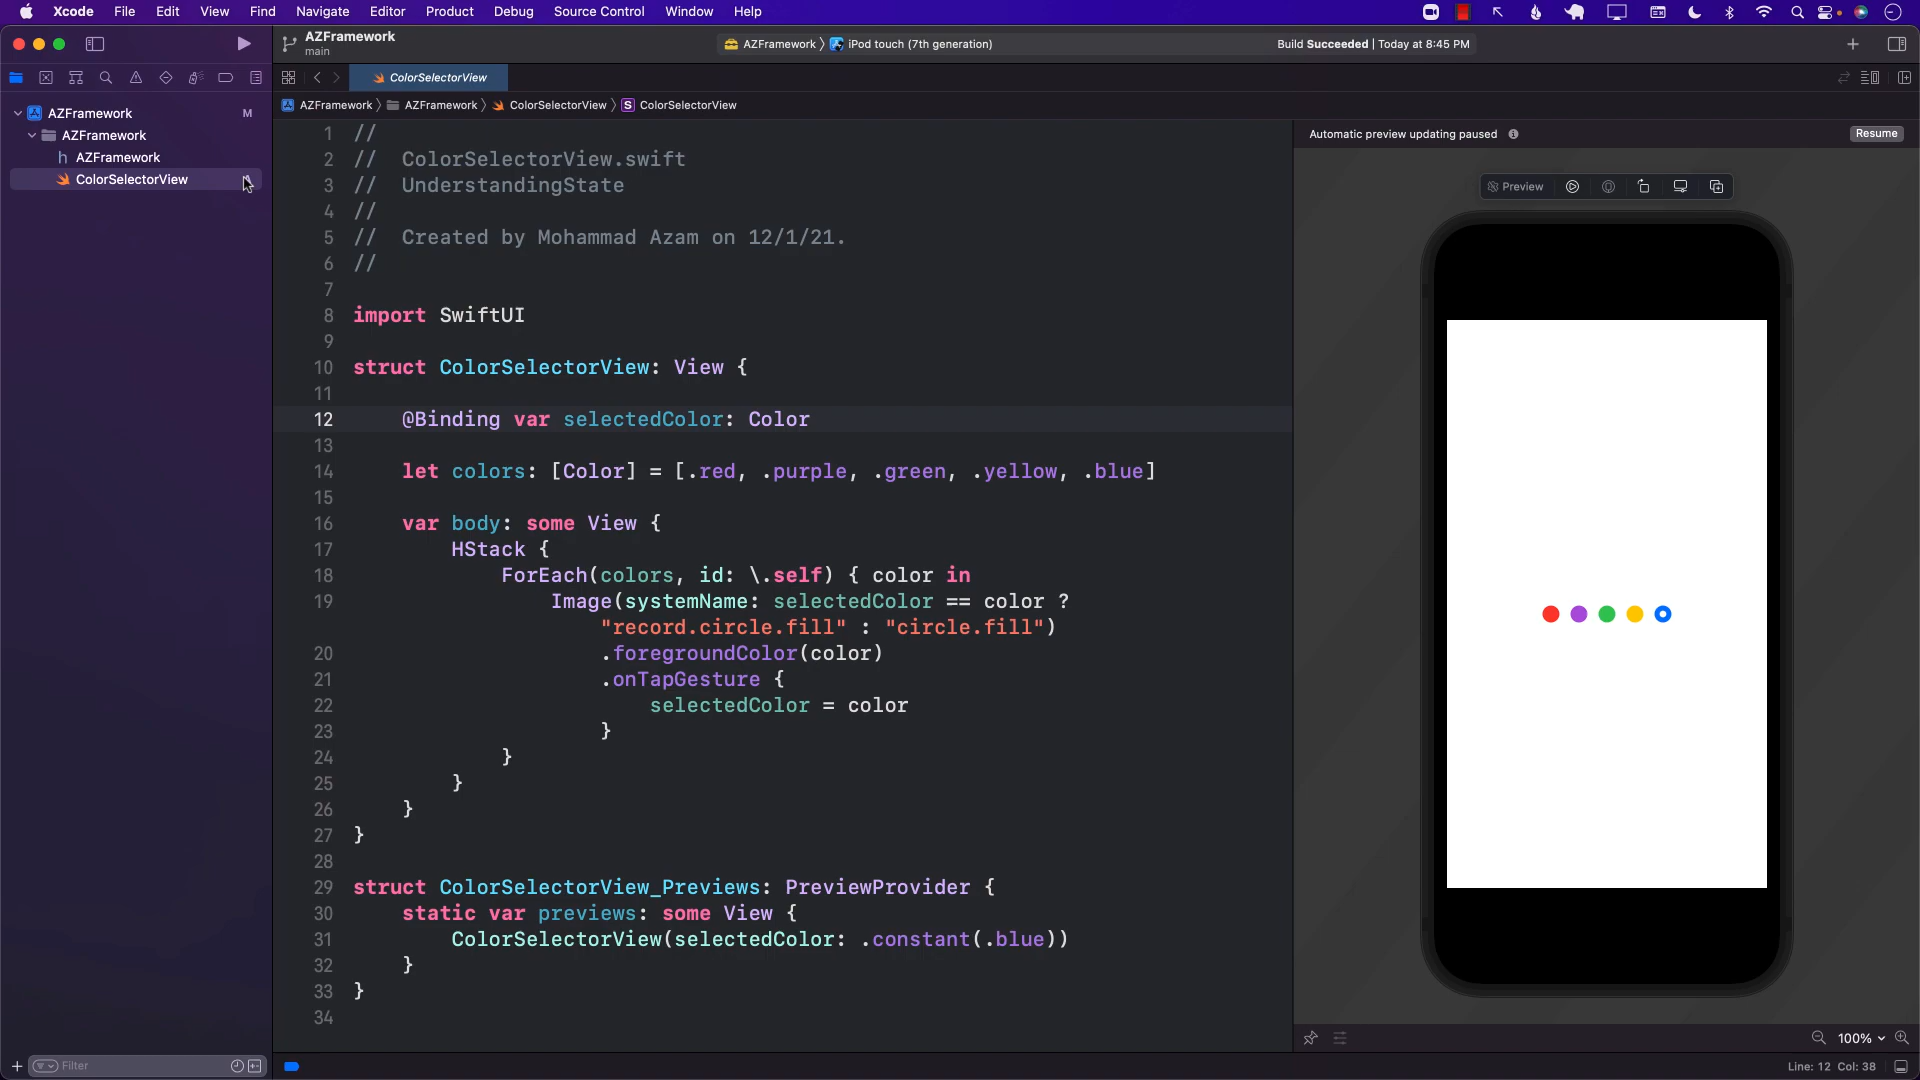 Xcode File Edit View Find Navigate Editor Product Debug Source Control Window Help
AZFramework
main
AZFramework iPod touch (7th generation)
Build Succeeded | Today at 8:45 PM
ColorSelectorView
AZFramework AZFramework ColorSelectorView S ColorSelectorView
AZFramework M
AZFramework
h AZFramework
ColorSelectorView
1 //
2 //  ColorSelectorView.swift
3 //  UnderstandingState
4 //
5 //  Created by Mohammad Azam on 12/1/21.
6 //
7
8 import SwiftUI
9
10 struct ColorSelectorView: View {
11
12 @Binding var selectedColor: Color
13
14 let colors: [Color] = [.red, .purple, .green, .yellow, .blue]
15
16 var body: some View {
17 HStack {
18 ForEach(colors, id: \.self) { color in
19 Image(systemName: selectedColor == color ?
"record.circle.fill" : "circle.fill")
20 .foregroundColor(color)
21 .onTapGesture {
22 selectedColor = color
23 }
24 }
25 }
26 }
27 }
28
29 struct ColorSelectorView_Previews: PreviewProvider {
30 static var previews: some View {
31 ColorSelectorView(selectedColor: .constant(.blue))
32 }
33 }
34
Automatic preview updating paused
Resume
Preview
100%
Filter
Line: 12 Col: 38